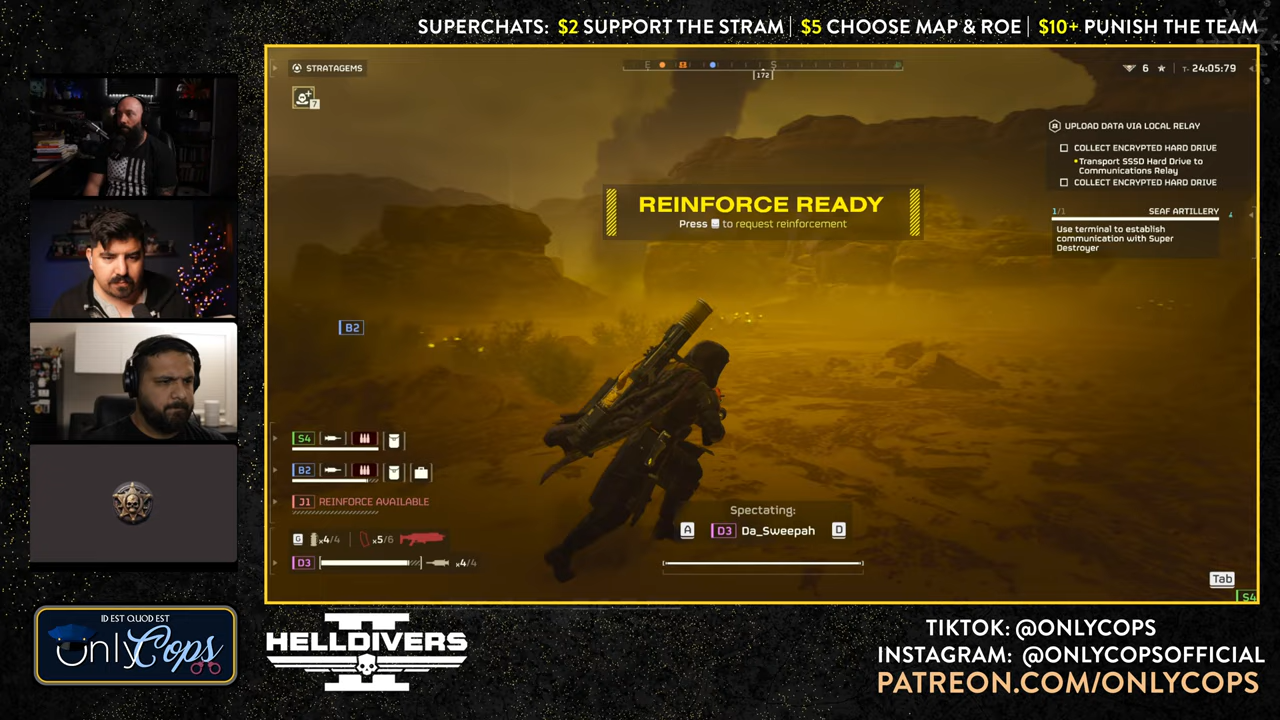 SUPERCHATS: $2 SUPPORT THE STRAM | $5 CHOOSE MAP & ROE | $10+ PUNISH THE TEAM
STRATAGEMS
7
E
S
172
6
T- 24:05:79
UPLOAD DATA VIA LOCAL RELAY
COLLECT ENCRYPTED HARD DRIVE
Transport SSSD Hard Drive to
Communications Relay
COLLECT ENCRYPTED HARD DRIVE
1/1 SEAF ARTILLERY
Use terminal to establish
communication with Super
Destroyer
REINFORCE READY
Press to request reinforcement
B2
S4
B2
J1 REINFORCE AVAILABLE
G x4/4 x5/6
D3 x4/4
Spectating:
A D3 Da_Sweepah D
Tab
S4
ID EST QUOD EST
Only Cops
HELLDIVERS
II
TIKTOK: @ONLYCOPS
INSTAGRAM: @ONLYCOPSOFFICIAL
PATREON.COM/ONLYCOPS